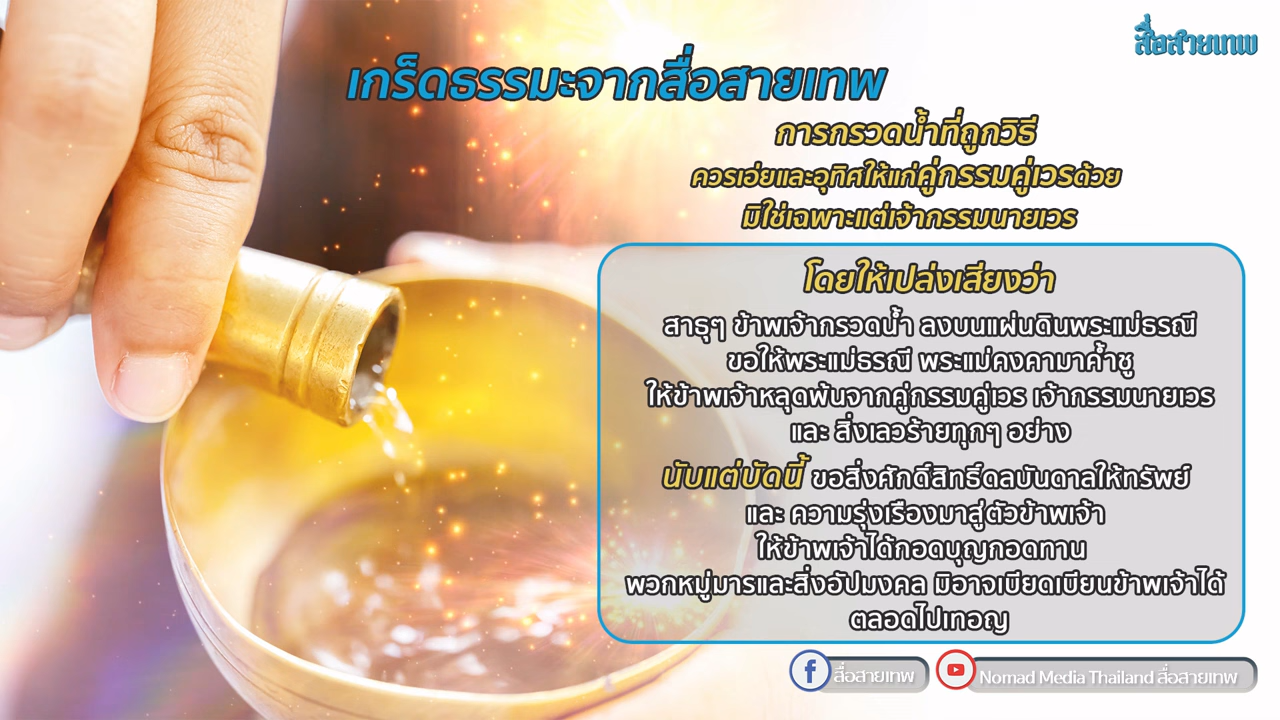 สื่อสายเทพ
เกร็ดธรรมะจากสื่อสายเทพ
การกรวดน้ำที่ถูกวิธี
ควรเอ่ยและอุทิศให้แก่คู่กรรมคู่เวรด้วย
มิใช่เฉพาะแต่เจ้ากรรมนายเวร
โดยให้เปล่งเสียงว่า
สาธุๆ ข้าพเจ้ากรวดน้ำ ลงบนแผ่นดินพระแม่ธรณี
ขอให้พระแม่ธรณี พระแม่คงคามาค้ำชู
ให้ข้าพเจ้าหลุดพ้นจากคู่กรรมคู่เวร เจ้ากรรมนายเวร
และ สิ่งเลวร้ายทุกๆ อย่าง
นับแต่บัดนี้ ขอสิ่งศักดิ์สิทธิ์ดลบันดาลให้ทรัพย์
และ ความรุ่งเรืองมาสู่ตัวข้าพเจ้า
ให้ข้าพเจ้าได้กอดบุญกอดทาน
พวกหมู่มารและสิ่งอัปมงคล มิอาจเบียดเบียนข้าพเจ้าได้
ตลอดไปเทอญ
สื่อสายเทพ
Nomad Media Thailand สื่อสายเทพ